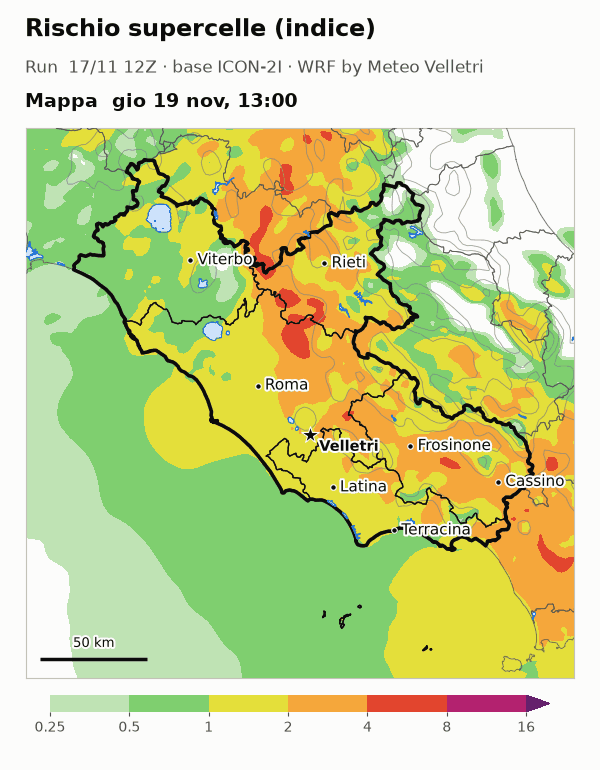 Rischio supercelle (indice)
Run  17/11 12Z · base ICON-2I · WRF by Meteo Velletri
Mappa  gio 19 nov, 13:00
Viterbo
Rieti
Roma
Velletri
Frosinone
Cassino
Latina
Terracina
50 km
0.25 0.5 1 2 4 8 16